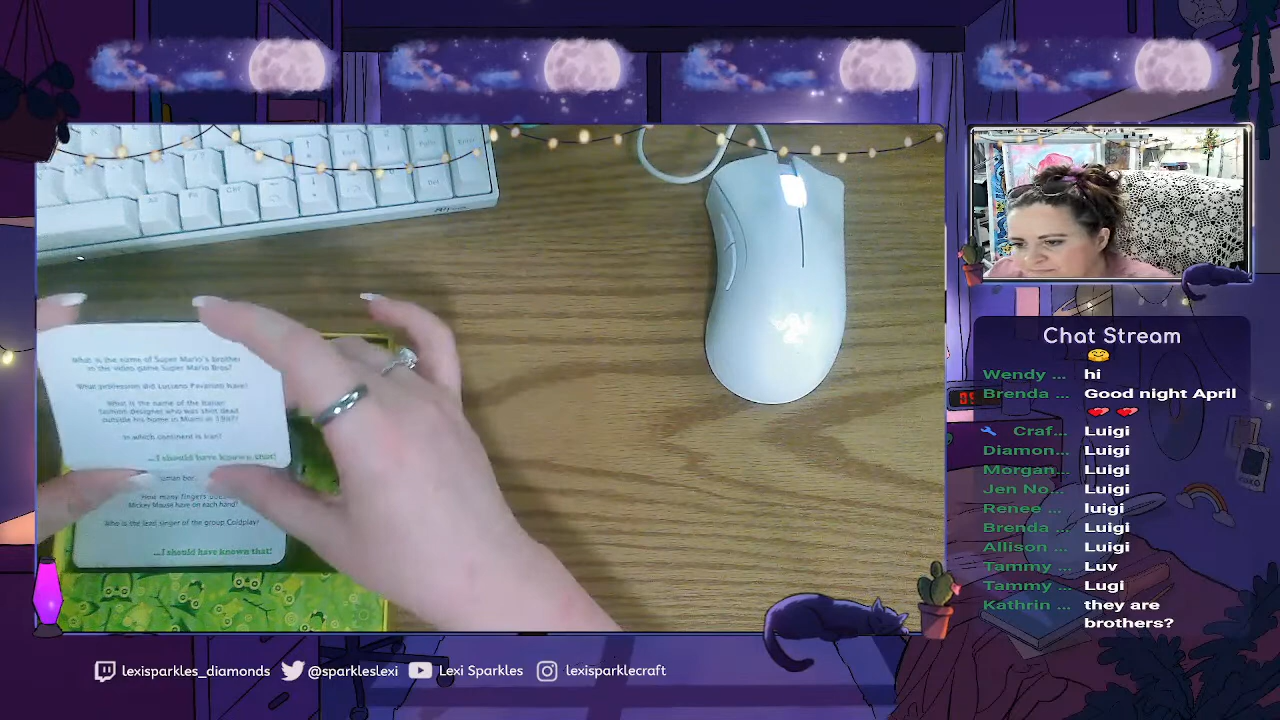 What is the name of Super Mario's brother
in the video game Super Mario Bros?
What profession did Luciano Pavarotti have?
What is the name of the Italian
fashion designer who was shot dead
outside his home in Miami in 1997?
In which continent is Iran?
...I should have known that!
How many fingers does
Mickey Mouse have on each hand?
Who is the lead singer of the group Coldplay?
...I should have known that!
Chat Stream
Wendy ... hi
Brenda ... Good night April
Craf... Luigi
Diamon... Luigi
Morgan... Luigi
Jen No... Luigi
Renee ... luigi
Brenda ... Luigi
Allison ... Luigi
Tammy ... Luv
Tammy ... Lugi
Kathrin ... they are
brothers?
lexisparkles_diamonds @sparkleslexi Lexi Sparkles lexisparklecraft